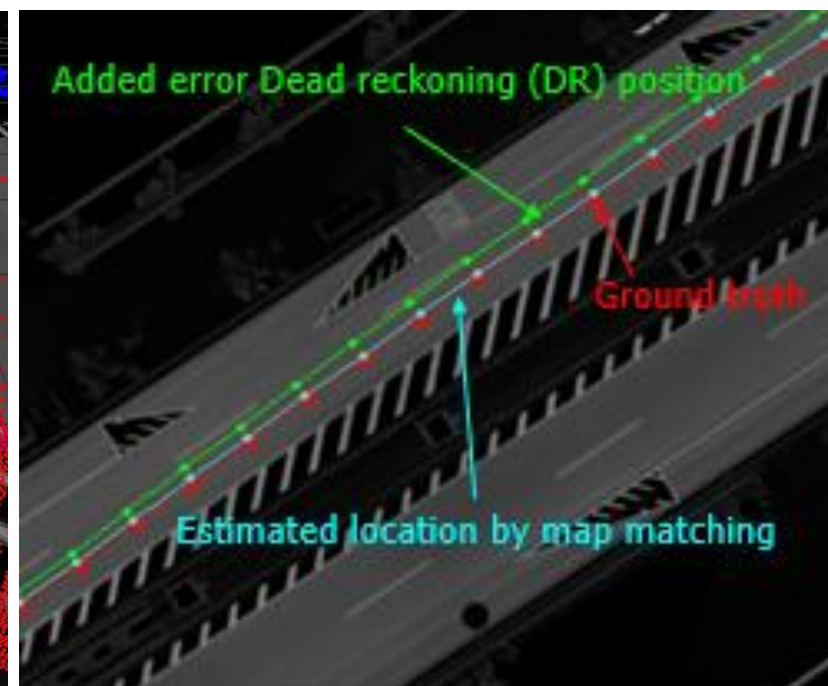 Added error Dead reckoning (DR) position
Ground truth
Estimated location by map matching